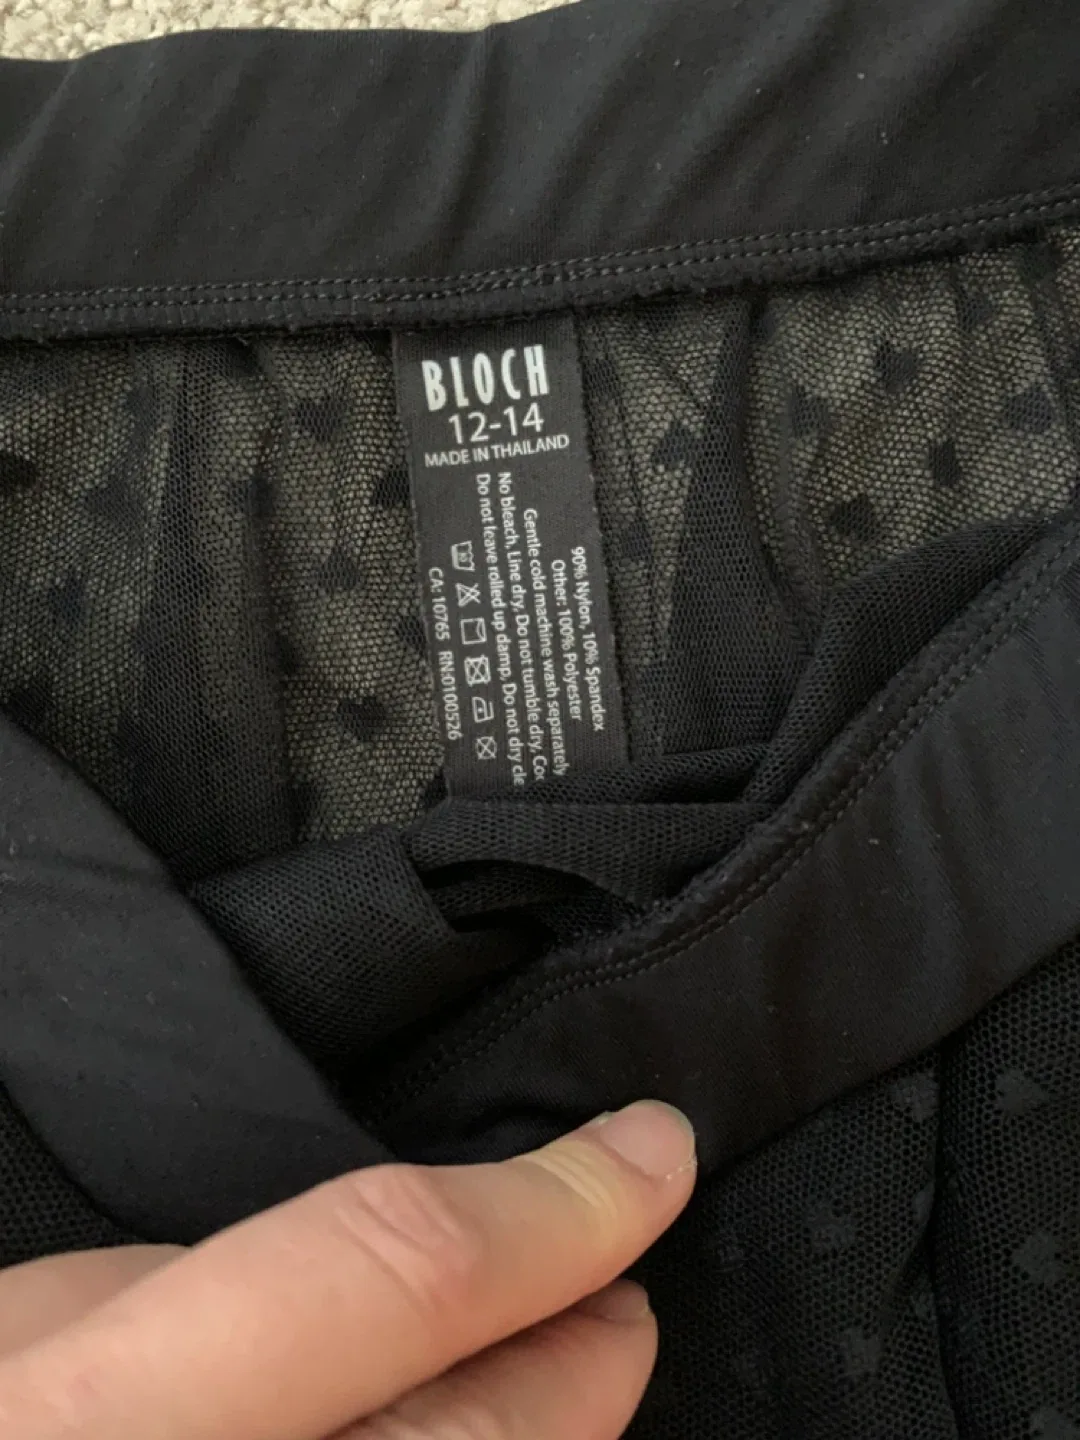 BLOCH
12-14
MADE IN THAILAND
90% Nylon, 10% Spandex
Other: 100% Polyester
Gentle cold machine wash separately
No bleach. Line dry. Do not tumble dry.
Do not leave rolled up damp. Do not dry
CA: 10765 RN:0100526